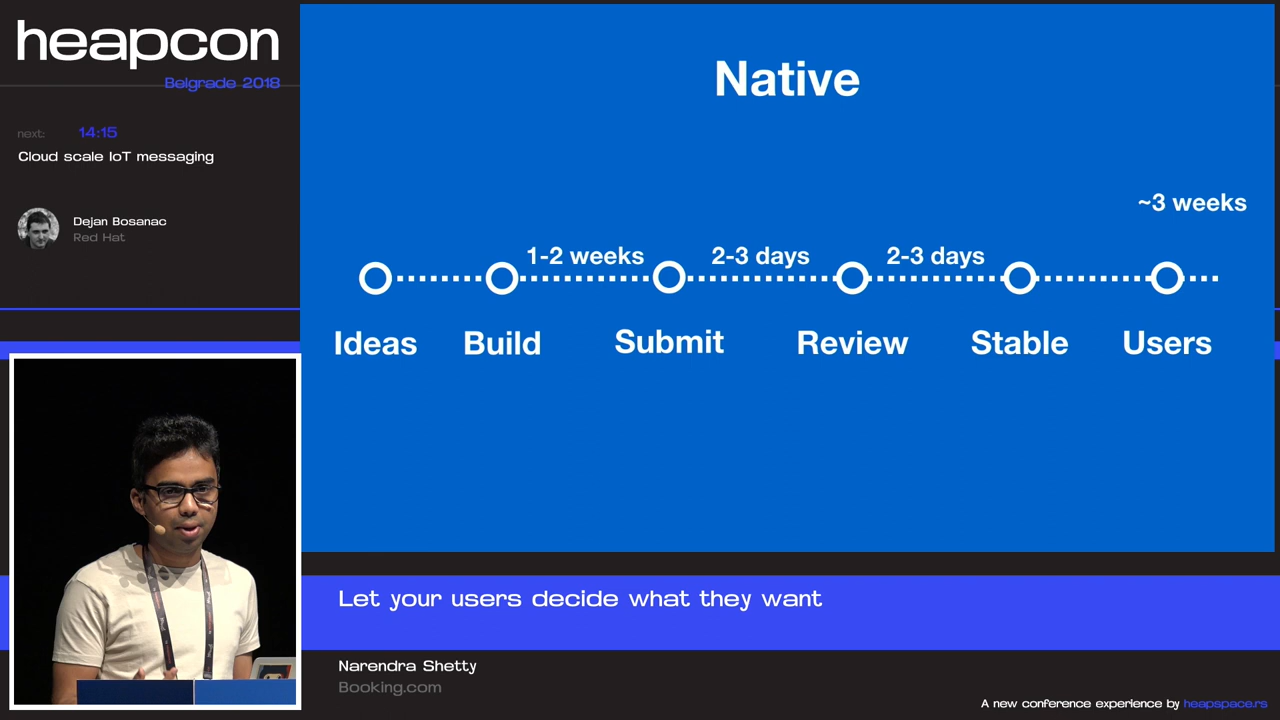 heapcon
Belgrade 2018
next: 14:15
Cloud scale IoT messaging
Dejan Bosanac
Red Hat
Native
~3 weeks
1-2 weeks 2-3 days 2-3 days
Ideas Build Submit Review Stable Users
Let your users decide what they want
Narendra Shetty
Booking.com
A new conference experience by heapspace.rs